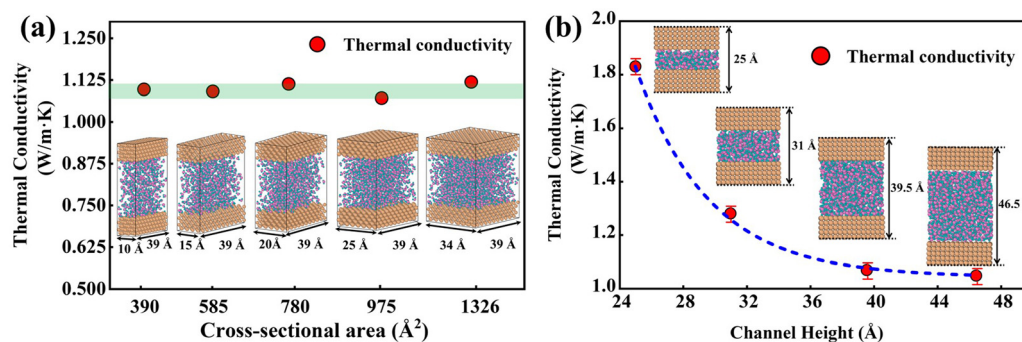 (a)
Thermal Conductivity
(W/m·K)
1.250
1.125
1.000
0.875
0.750
0.625
0.500
Thermal conductivity
10 Å 39 Å 15 Å 39 Å 20Å 39 Å 25 Å 39 Å 34 Å 39 Å
390 585 780 975 1326
Cross-sectional area (Å²)
(b)
Thermal Conductivity
(W/m·K)
2.0
1.8
1.6
1.4
1.2
1.0
Thermal conductivity
25 Å
31 Å
39.5 Å
46.5
24 28 32 36 40 44 48
Channel Height (Å)